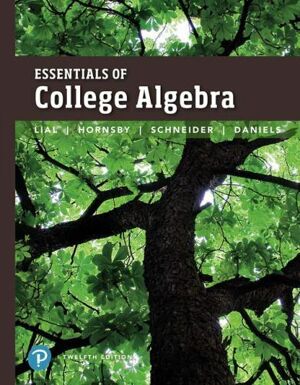 ESSENTIALS OF
College Algebra
LIAL | HORNSBY | SCHNEIDER | DANIELS
P
TWELFTH EDITION